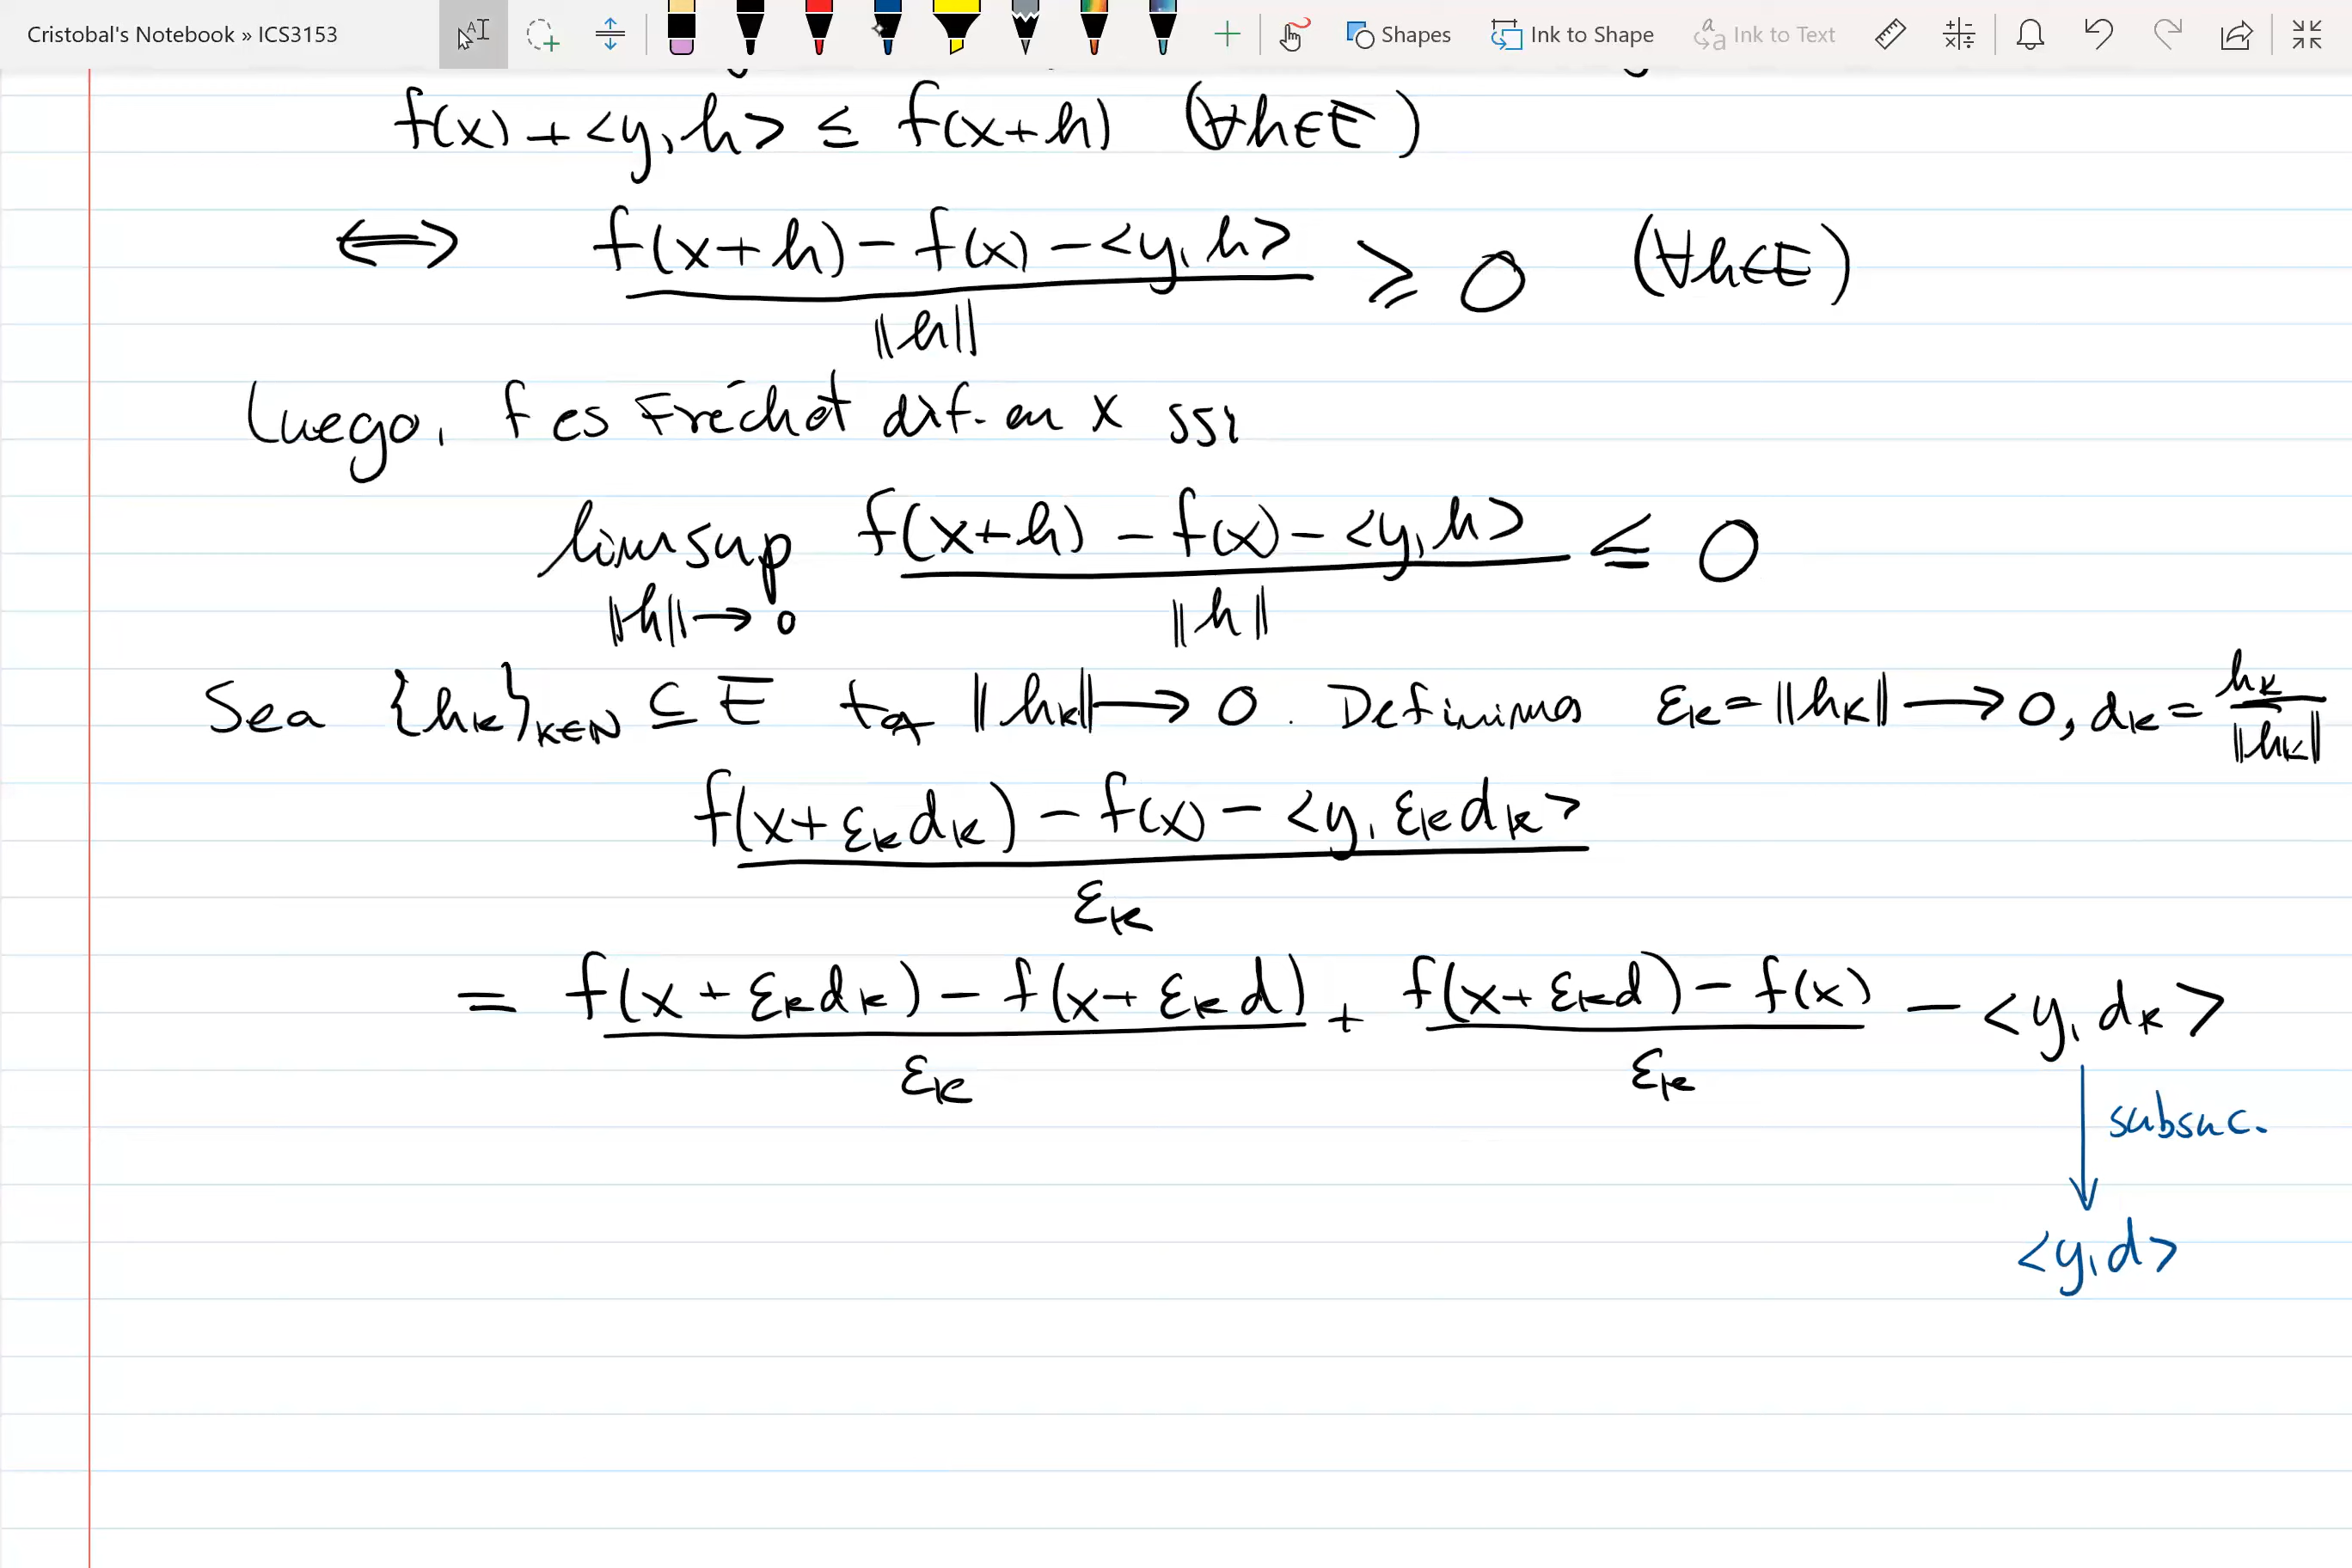 Cristobal's Notebook » ICS3153 Shapes Ink to Shape Ink to Text
f(x) + <y, h> ≤ f(x+h) (∀h∈E)
⟺ f(x+h) - f(x) - <y, h> ≥ 0 (∀h∈E)
||h||
Luego, f es Fréchet dif. en x ssi
limsup f(x+h) - f(x) - <y, h> ≤ 0
||h|| → 0 ||h||
Sea {hk}k∈N ⊆ E tq ||hk|| → 0. Definimos εk = ||hk|| → 0, dk = hk
||hk||
f(x+εkdk) - f(x) - <y, εkdk>
εk
= f(x + εkdk) - f(x+ εkd) + f(x+ εkd) - f(x) - <y, dk>
εk εk
subsuc.
<y, d>